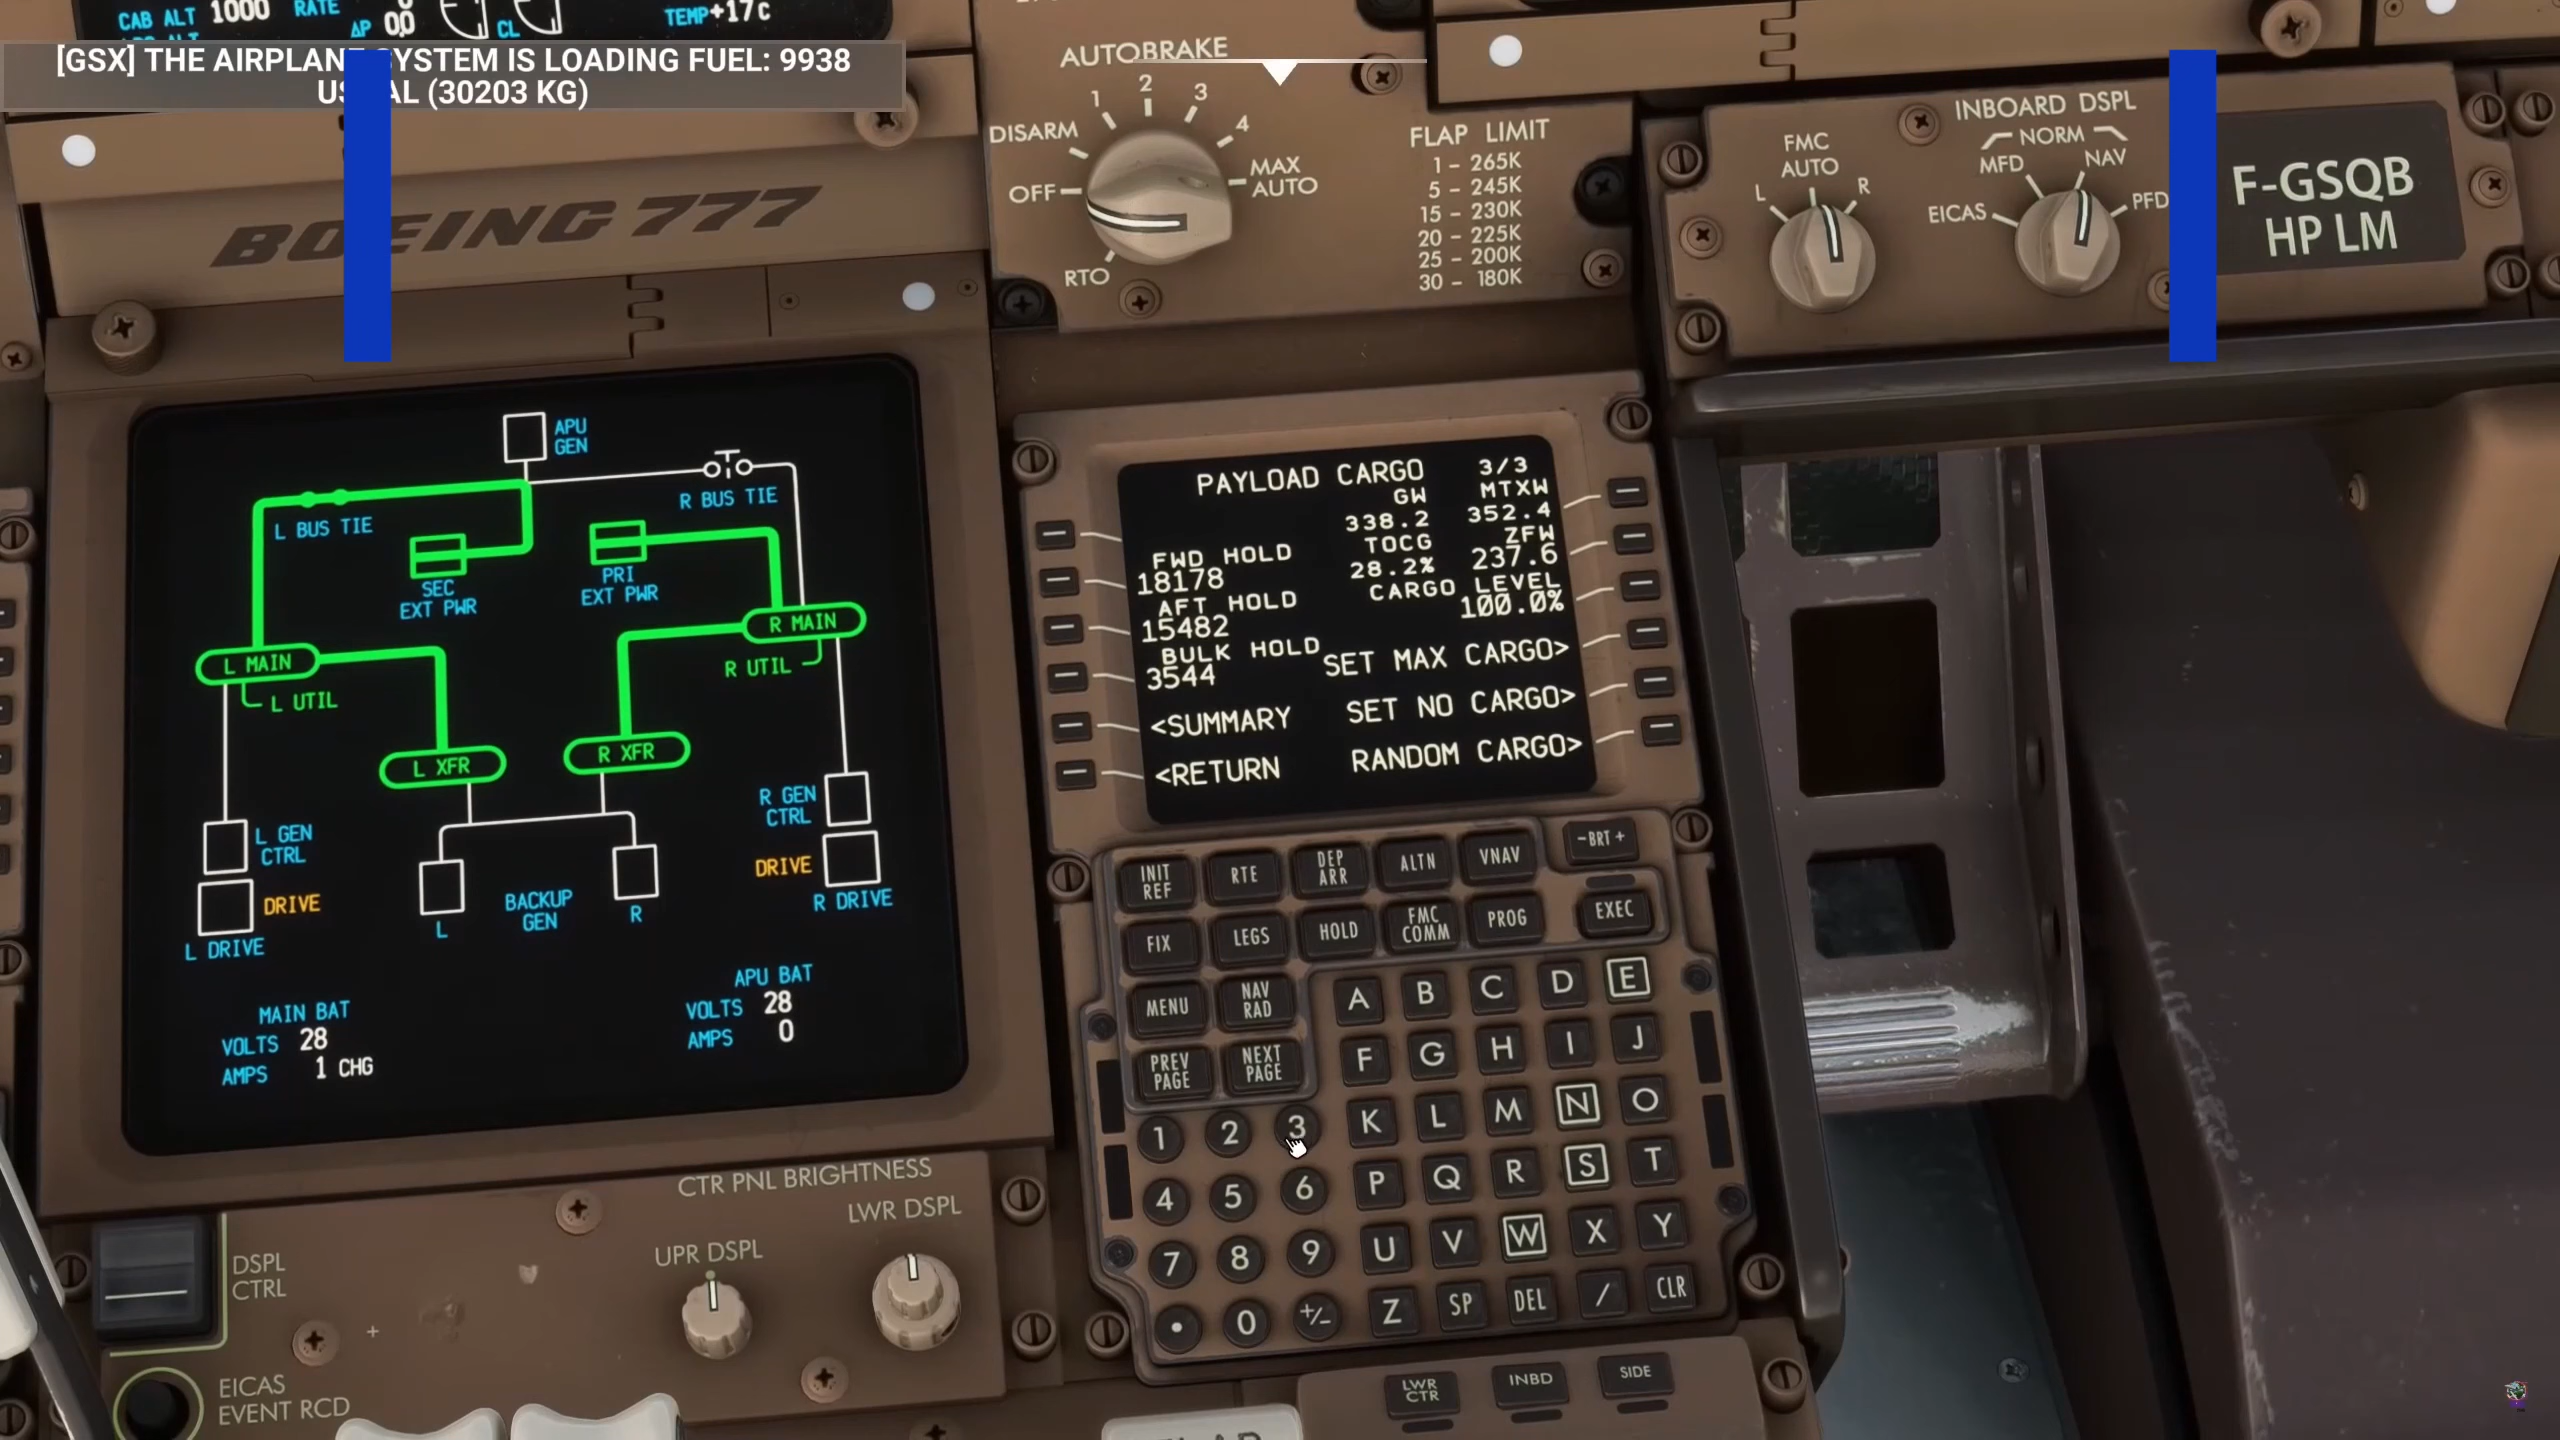 CAB ALT 1000 RATE
ΔP 00 CL TEMP+17c
[GSX] THE AIRPLANE SYSTEM IS LOADING FUEL: 9938
(30203 KG)
BOEING 777
AUTOBRAKE
DISARM 1 2 3 4
MAX
AUTO
OFF
RTO
FLAP LIMIT
1 - 265K
5 - 245K
15 - 230K
20 - 225K
25 - 200K
30 - 180K
FMC
AUTO
L R
INBOARD DSPL
NORM
MFD NAV
EICAS PFD
F-GSQB
HP LM
APU
GEN
L BUS TIE
R BUS TIE
SEC
EXT PWR
PRI
EXT PWR
L MAIN
R MAIN
L UTIL
R UTIL
L XFR
R XFR
L GEN
CTRL
R GEN
CTRL
DRIVE
DRIVE
L DRIVE
R DRIVE
BACKUP
GEN
L R
MAIN BAT
VOLTS 28
AMPS 1 CHG
APU BAT
VOLTS 28
AMPS 0
PAYLOAD CARGO 3/3
GW MTXW
338.2 352.4
FWD HOLD TOCG ZFW
18178 28.2% 237.6
AFT HOLD CARGO LEVEL
15482 100.0%
BULK HOLD
3544 SET MAX CARGO>
<SUMMARY SET NO CARGO>
<RETURN RANDOM CARGO>
INIT
REF
RTE
DEP
ARR
ALTN
VNAV
-BRT+
FIX
LEGS
HOLD
FMC
COMM
PROG
EXEC
MENU
NAV
RAD
PREV
PAGE
NEXT
PAGE
A B C D E
F G H I J
1 2 3 K L M N O
4 5 6 P Q R S T
7 8 9 U V W X Y
. 0 +/- Z SP DEL / CLR
CTR PNL BRIGHTNESS
UPR DSPL
LWR DSPL
DSPL
CTRL
EICAS
EVENT RCD
LWR
CTR
INBD
SIDE